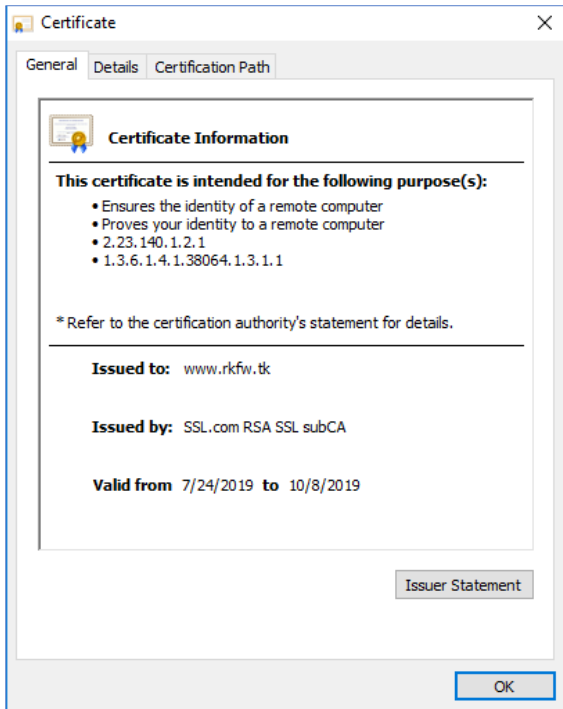 Certificate
General Details Certification Path
Certificate Information
This certificate is intended for the following purpose(s):
• Ensures the identity of a remote computer
• Proves your identity to a remote computer
• 2.23.140.1.2.1
• 1.3.6.1.4.1.38064.1.3.1.1
* Refer to the certification authority's statement for details.
Issued to: www.rkfw.tk
Issued by: SSL.com RSA SSL subCA
Valid from 7/24/2019 to 10/8/2019
Issuer Statement
OK